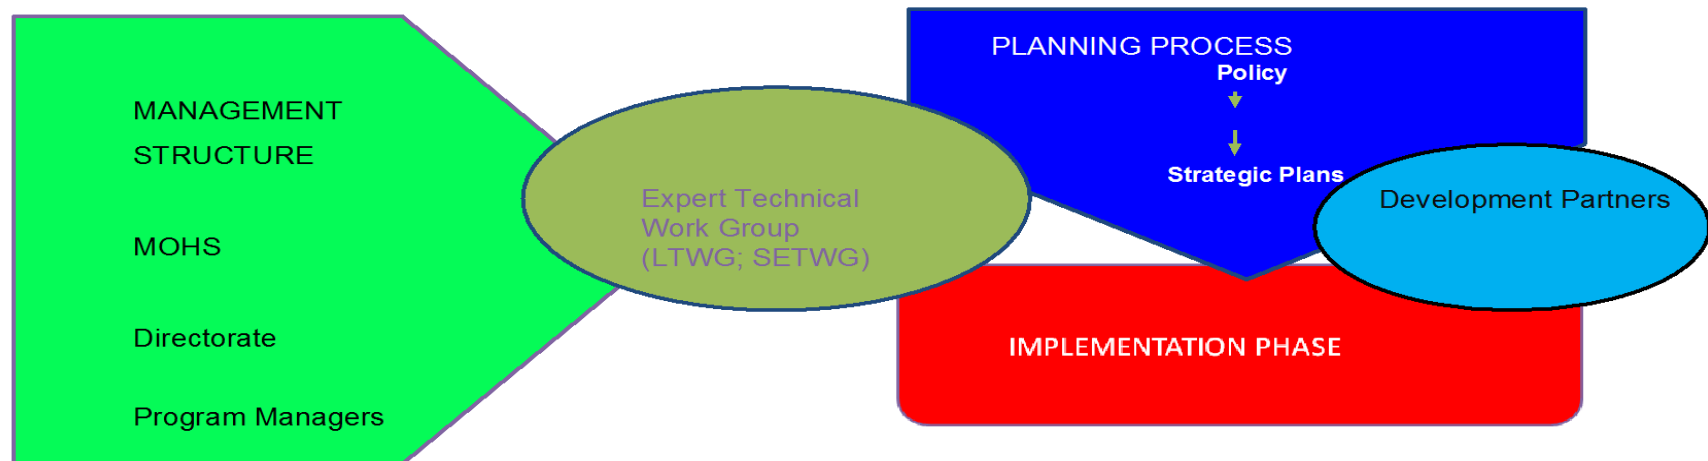 MANAGEMENT
STRUCTURE
MOHS
Directorate
Program Managers
Expert Technical
Work Group
(LTWG; SETWG)
PLANNING PROCESS
Policy
Strategic Plans
Development Partners
IMPLEMENTATION PHASE